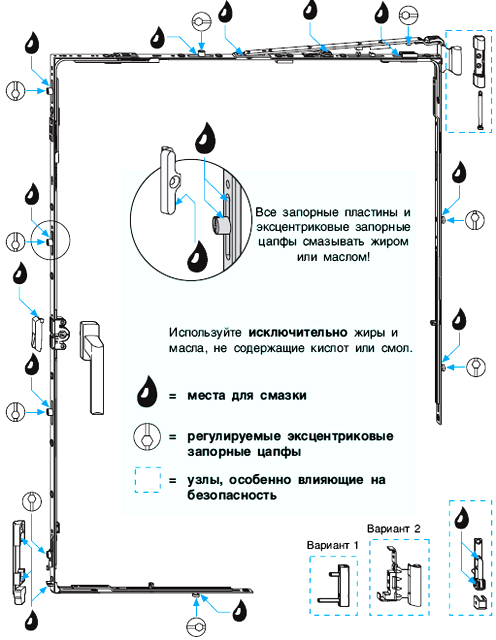 Все запорные пластины и
эксцентриковые запорные
цапфы смазывать жиром
или маслом!
Используйте исключительно жиры и
масла, не содержащие кислот или смол.
= места для смазки
= регулируемые эксцентриковые
запорные цапфы
= узлы, особенно влияющие на
безопасность
Вариант 1
Вариант 2